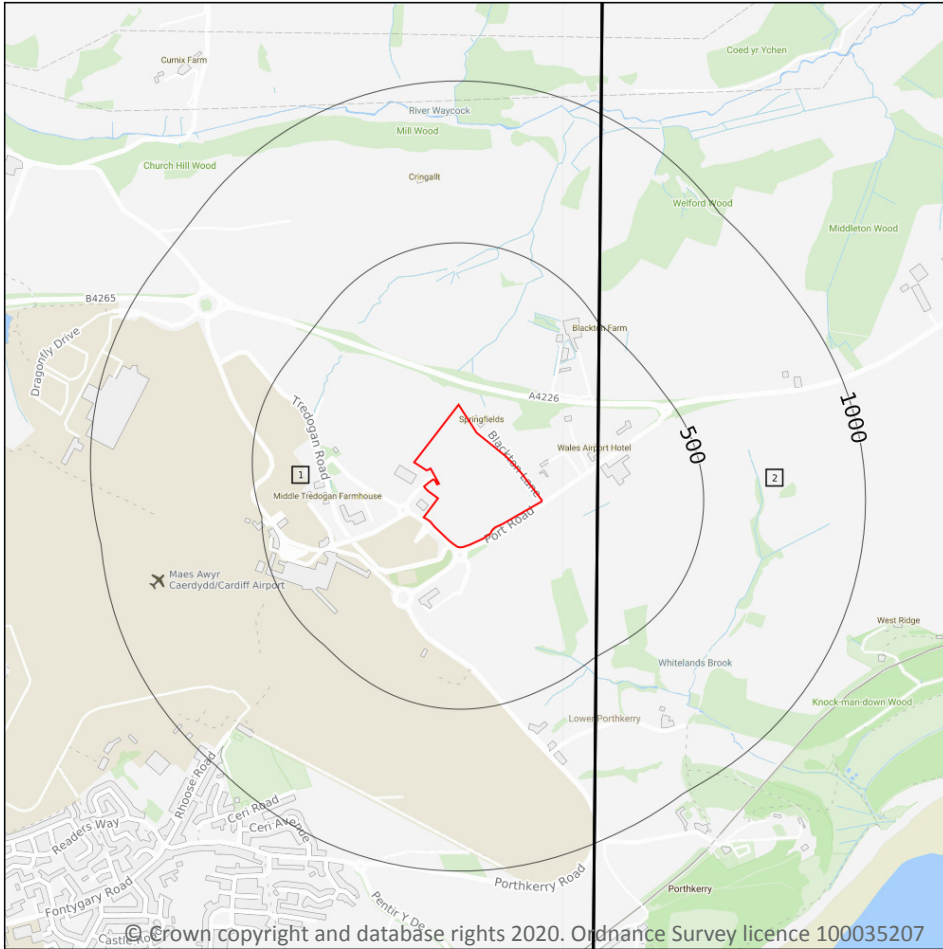 Coed yr Ychen
Curnix Farm
River Waycock
Mill Wood
Church Hill Wood
Cringallt
Welford Wood
Middleton Wood
B4265
Blackton Farm
Dragonfly Drive
A4226
1000
Tredogan Road
Springfields
500
Blackton Lane
Wales Airport Hotel
1
2
Middle Tredogan Farmhouse
Port Road
Maes Awyr
Caerdydd/Cardiff Airport
West Ridge
Whitelands Brook
Knock-man-down Wood
Lower Porthkerry
Rhoose Road
Readers Way
Ceri Road
Ceri Avenue
Porthkerry Road
Porthkerry
Fontygary Road
Pentir Y De
Castle Ro
© Crown copyright and database rights 2020. Ordnance Survey licence 100035207